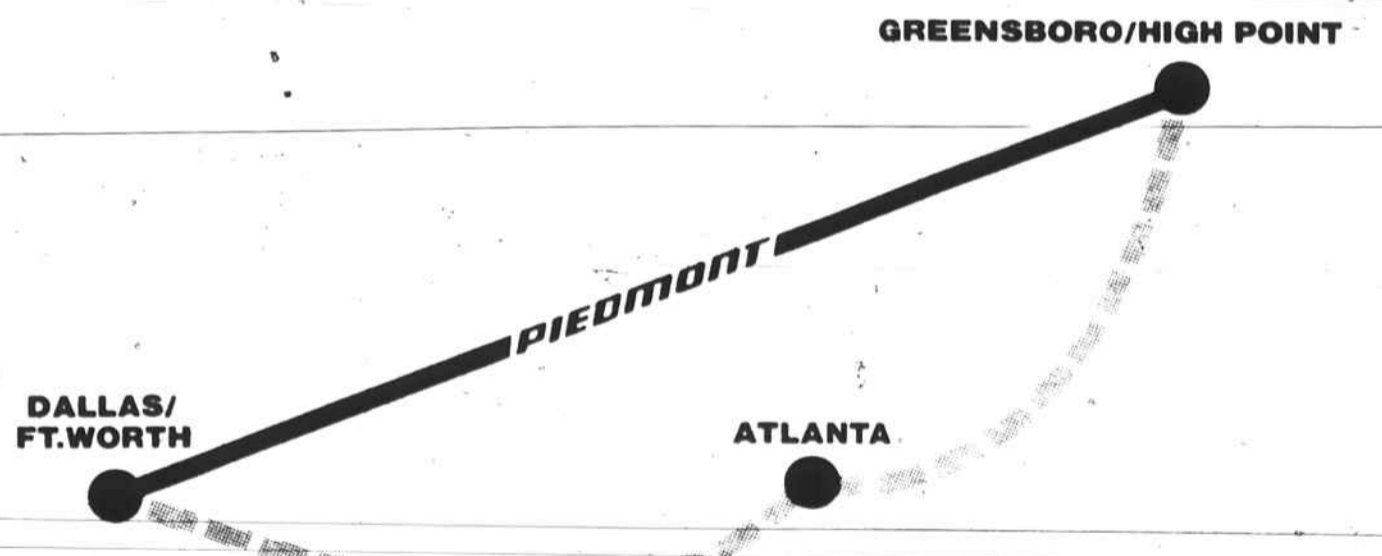 GREENSBORO/HIGH POINT
PIEDMONT
DALLAS/
FT.WORTH
ATLANTA